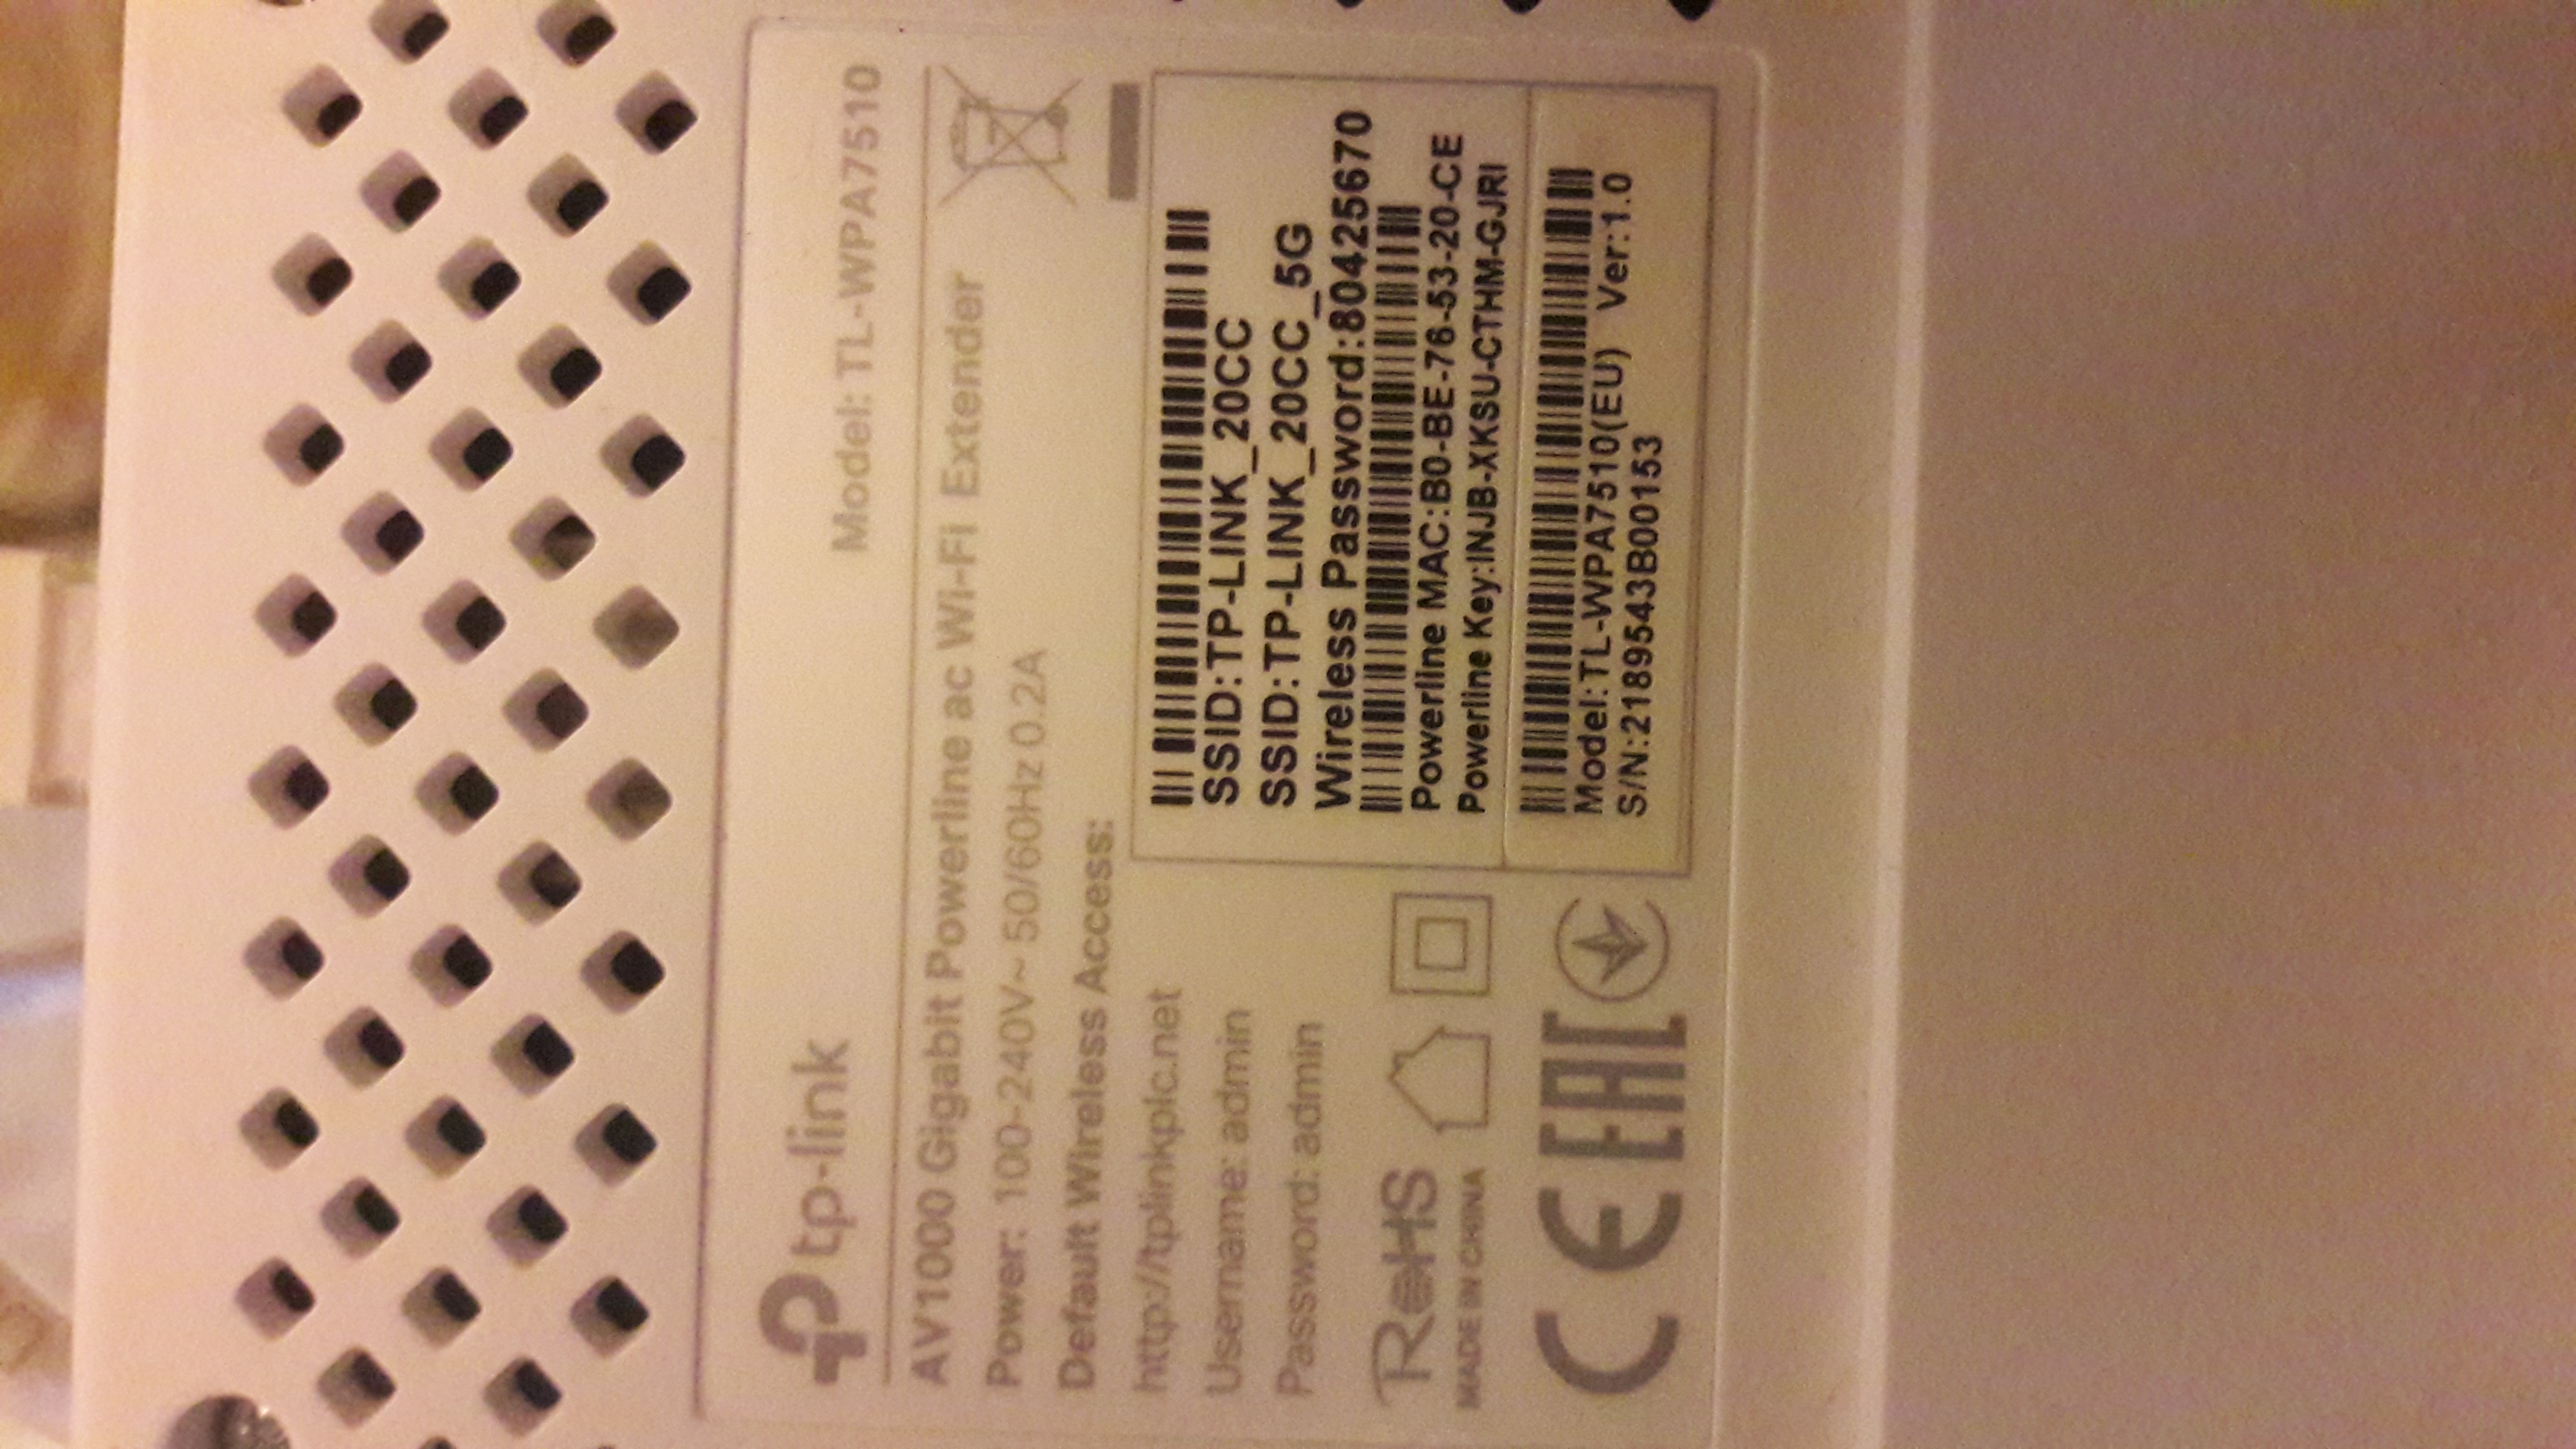 tp-link
Model: TL-WPA7510
AV1000 Gigabit Powerline ac Wi-Fi Extender
Power: 100-240V~ 50/60Hz 0.2A
Default Wireless Access:
http://tplinkplc.net
Username: admin
Password: admin
SSID:TP-LINK_20CC
SSID:TP-LINK_20CC_5G
Wireless Password:80425670
Powerline MAC:B0-BE-76-53-20-CE
Powerline Key:INJB-XKSU-CTHM-GJRI
Model:TL-WPA7510(EU) Ver:1.0
S/N:2189543B00153
RoHS
MADE IN CHINA
CE EAC